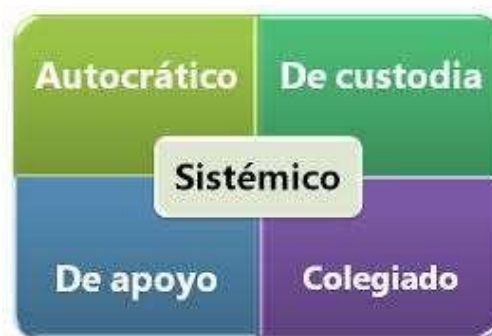 Autocrático
De custodia
Sistémico
De apoyo
Colegiado